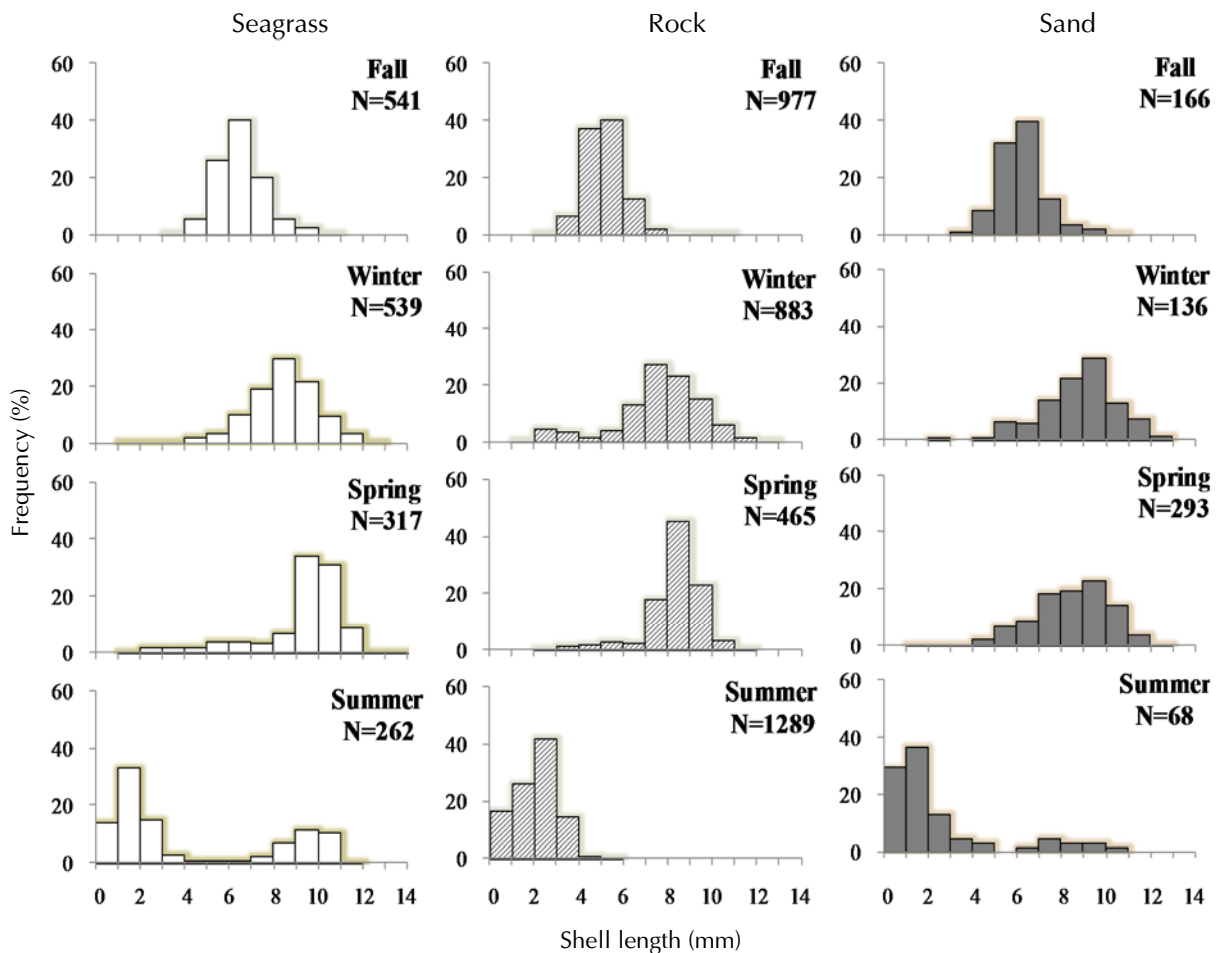 Seagrass Rock Sand
Fall Fall Fall
N=541 N=977 N=166
60 60 60
40 40 40
20 20 20
0 0 0
Winter Winter Winter
N=539 N=883 N=136
60 60 60
40 40 40
20 20 20
0 0 0
Frequency (%)
Spring Spring Spring
N=317 N=465 N=293
60 60 60
40 40 40
20 20 20
0 0 0
Summer Summer Summer
N=262 N=1289 N=68
60 60 60
40 40 40
20 20 20
0 0 0
0 2 4 6 8 10 12 14 0 2 4 6 8 10 12 14 0 2 4 6 8 10 12 14
Shell length (mm)